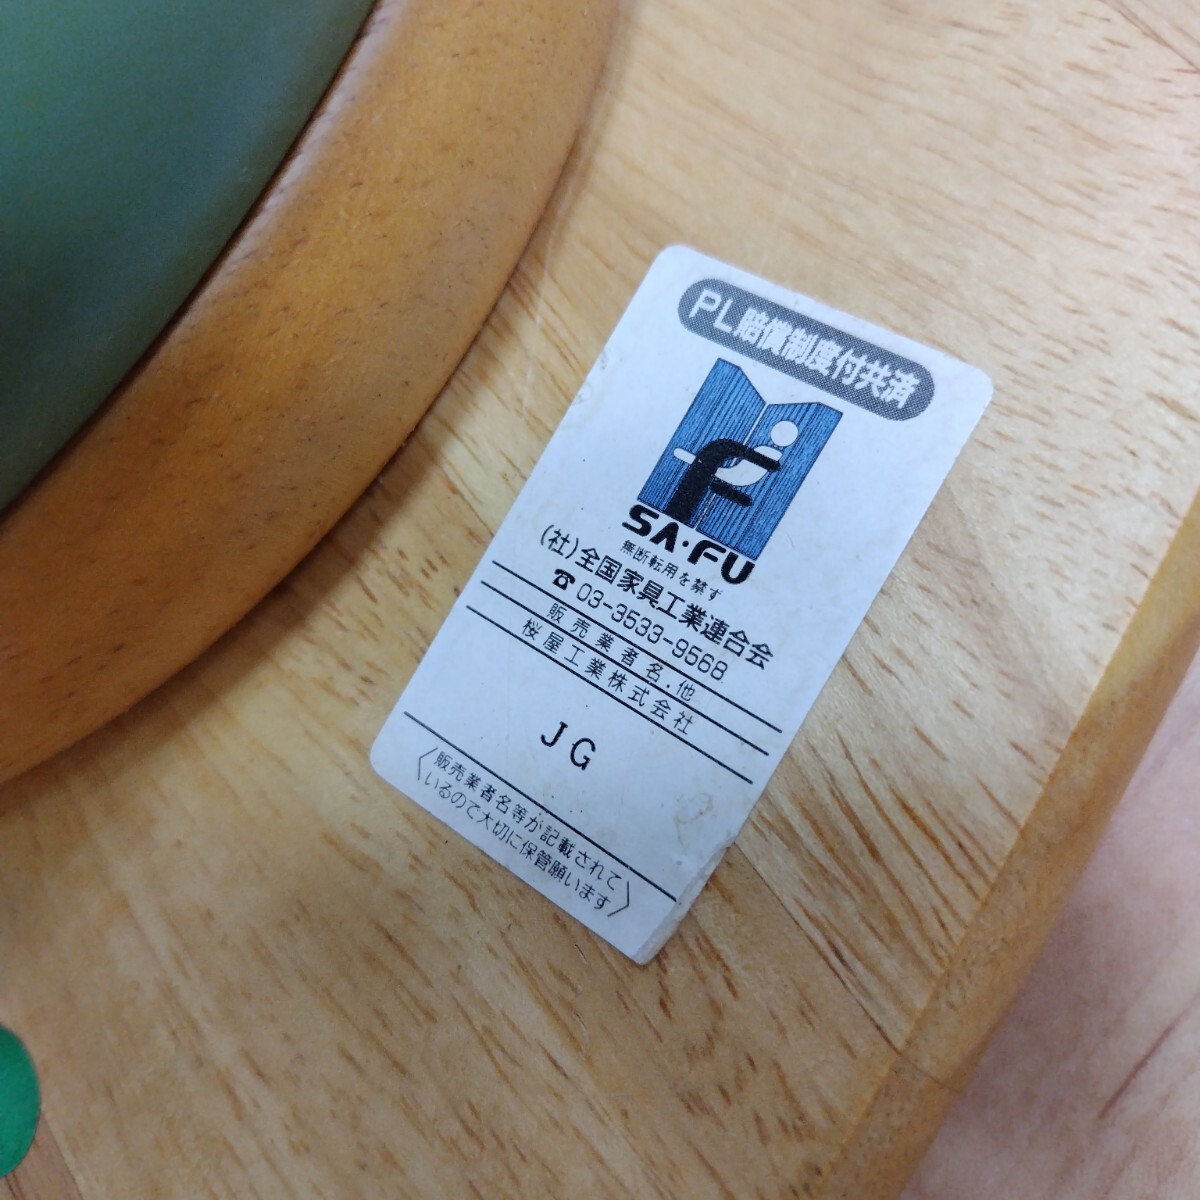 PL賠償制度付共済
SA・FU
無断転用を禁ず
(社)全国家具工業連合会
☎03-3533-9568
販売業者名.他
桜屋工業株式会社
JG
〈販売業者名等が記載されて
いるので大切に保管願います〉